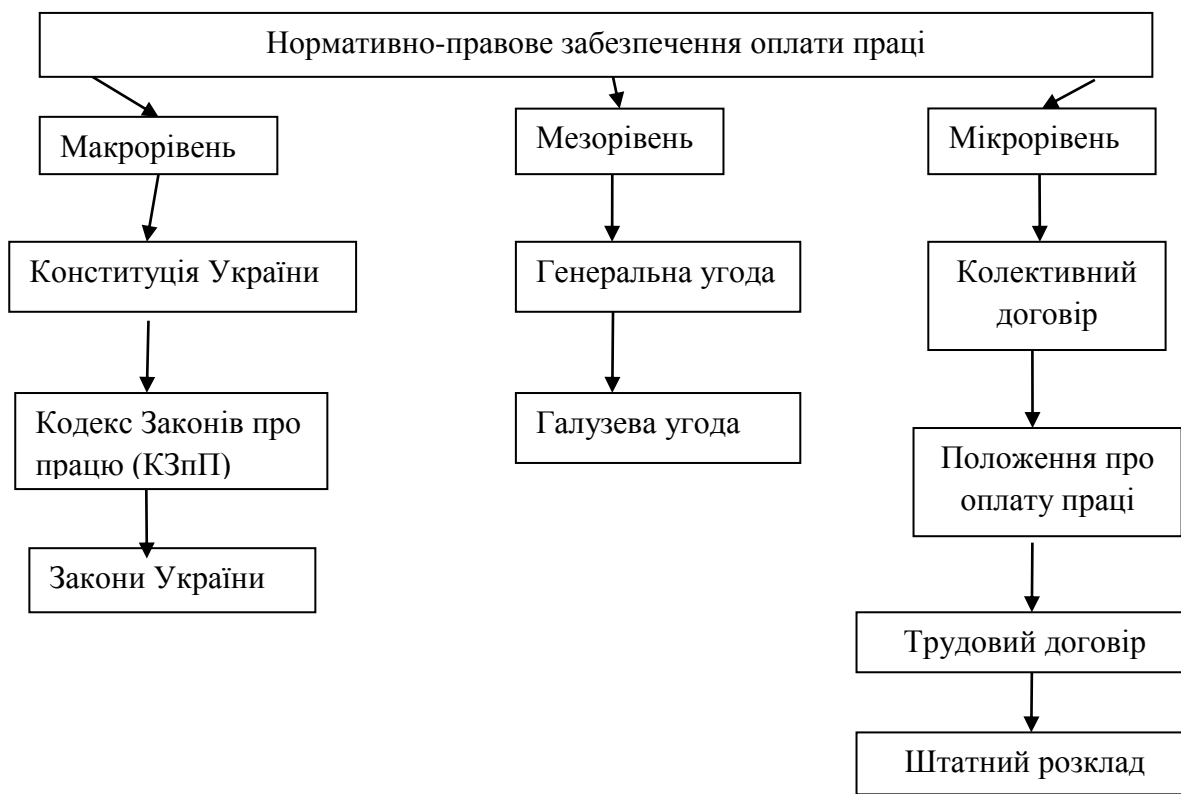 Нормативно-правове забезпечення оплати праці
Макрорівень
Конституція України
Кодекс Законів про
працю (КЗпП)
Закони України
Мезорівень
Генеральна угода
Галузева угода
Мікрорівень
Колективний
договір
Положення про
оплату праці
Трудовий договір
Штатний розклад